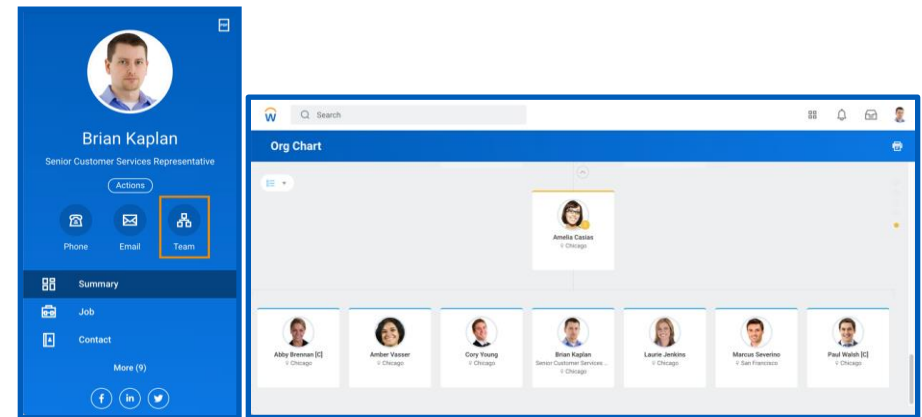 Brian Kaplan
Senior Customer Services Representative
Actions
Phone Email Team
Summary
Job
Contact
More (9)
Search
Org Chart
Amelia Casias
Chicago
Abby Brennan [C]
Chicago
Amber Vasser
Chicago
Cory Young
Chicago
Brian Kaplan
Senior Customer Services...
Chicago
Laurie Jenkins
Chicago
Marcus Severino
San Francisco
Paul Walsh [C]
Chicago